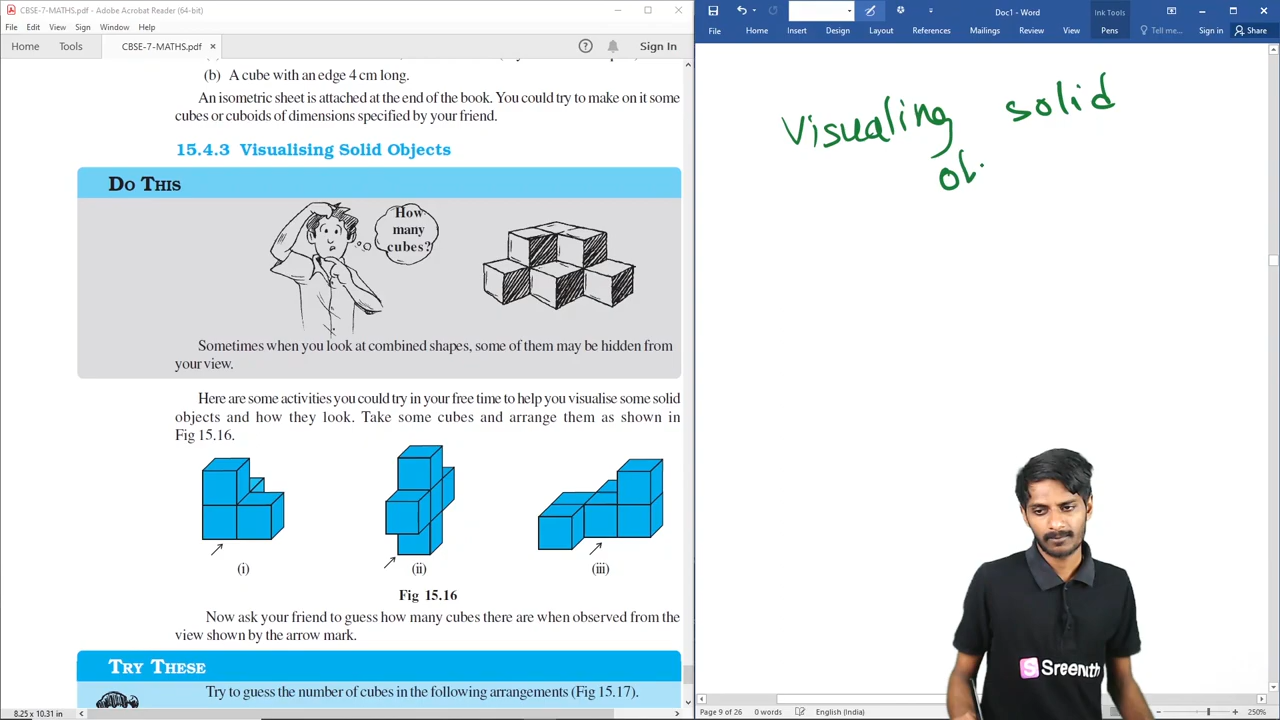 CBSE-7-MATHS.pdf - Adobe Acrobat Reader (64-bit)
File Edit View Sign Window Help
Home Tools CBSE-7-MATHS.pdf × Sign In
(b) A cube with an edge 4 cm long.
An isometric sheet is attached at the end of the book. You could try to make on it some
cubes or cuboids of dimensions specified by your friend.
15.4.3 Visualising Solid Objects
DO THIS
How
many
cubes?
Sometimes when you look at combined shapes, some of them may be hidden from
your view.
Here are some activities you could try in your free time to help you visualise some solid
objects and how they look. Take some cubes and arrange them as shown in
Fig 15.16.
(i) (ii) (iii)
Fig 15.16
Now ask your friend to guess how many cubes there are when observed from the
view shown by the arrow mark.
TRY THESE
Try to guess the number of cubes in the following arrangements (Fig 15.17).
8.25 x 10.31 in
Doc1 - Word Ink Tools
File Home Insert Design Layout References Mailings Review View Pens Tell me... Sign in Share
Visualing solid
ob
Sreenidhi
Page 9 of 26 0 words English (India) 250%